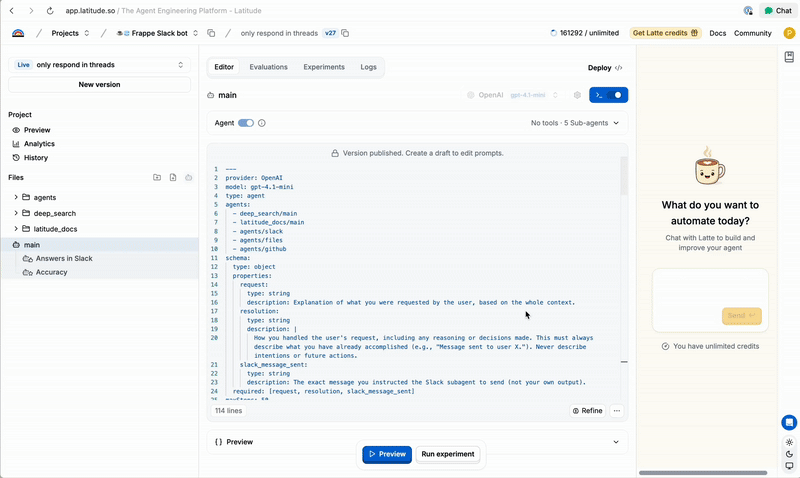 app.latitude.so / The Agent Engineering Platform - Latitude
Chat
Projects
Frappe Slack bot
only respond in threads
v27
161292 / unlimited
Get Latte credits
Docs
Community
P
Live
only respond in threads
New version
Project
Preview
Analytics
History
Files
agents
deep_search
latitude_docs
main
Answers in Slack
Accuracy
Editor
Evaluations
Experiments
Logs
Deploy
main
OpenAI
gpt-4.1-mini
Agent
No tools · 5 Sub-agents
Version published. Create a draft to edit prompts.
1 ---
2 provider: OpenAI
3 model: gpt-4.1-mini
4 type: agent
5 agents:
6 - deep_search/main
7 - latitude_docs/main
8 - agents/slack
9 - agents/files
10 - agents/github
11 schema:
12 type: object
13 properties:
14 request:
15 type: string
16 description: Explanation of what you were requested by the user, based on the whole context.
17 resolution:
18 type: string
19 description: |
20 How you handled the user's request, including any reasoning or decisions made. This must always
describe what you have already accomplished (e.g., "Message sent to user X."). Never describe
intentions or future actions.
21 slack_message_sent:
22 type: string
23 description: The exact message you instructed the Slack subagent to send (not your own output).
24 required: [request, resolution, slack_message_sent]
114 lines
Refine
Preview
Preview
Run experiment
What do you want to
automate today?
Chat with Latte to build and
improve your agent
Send
You have unlimited credits